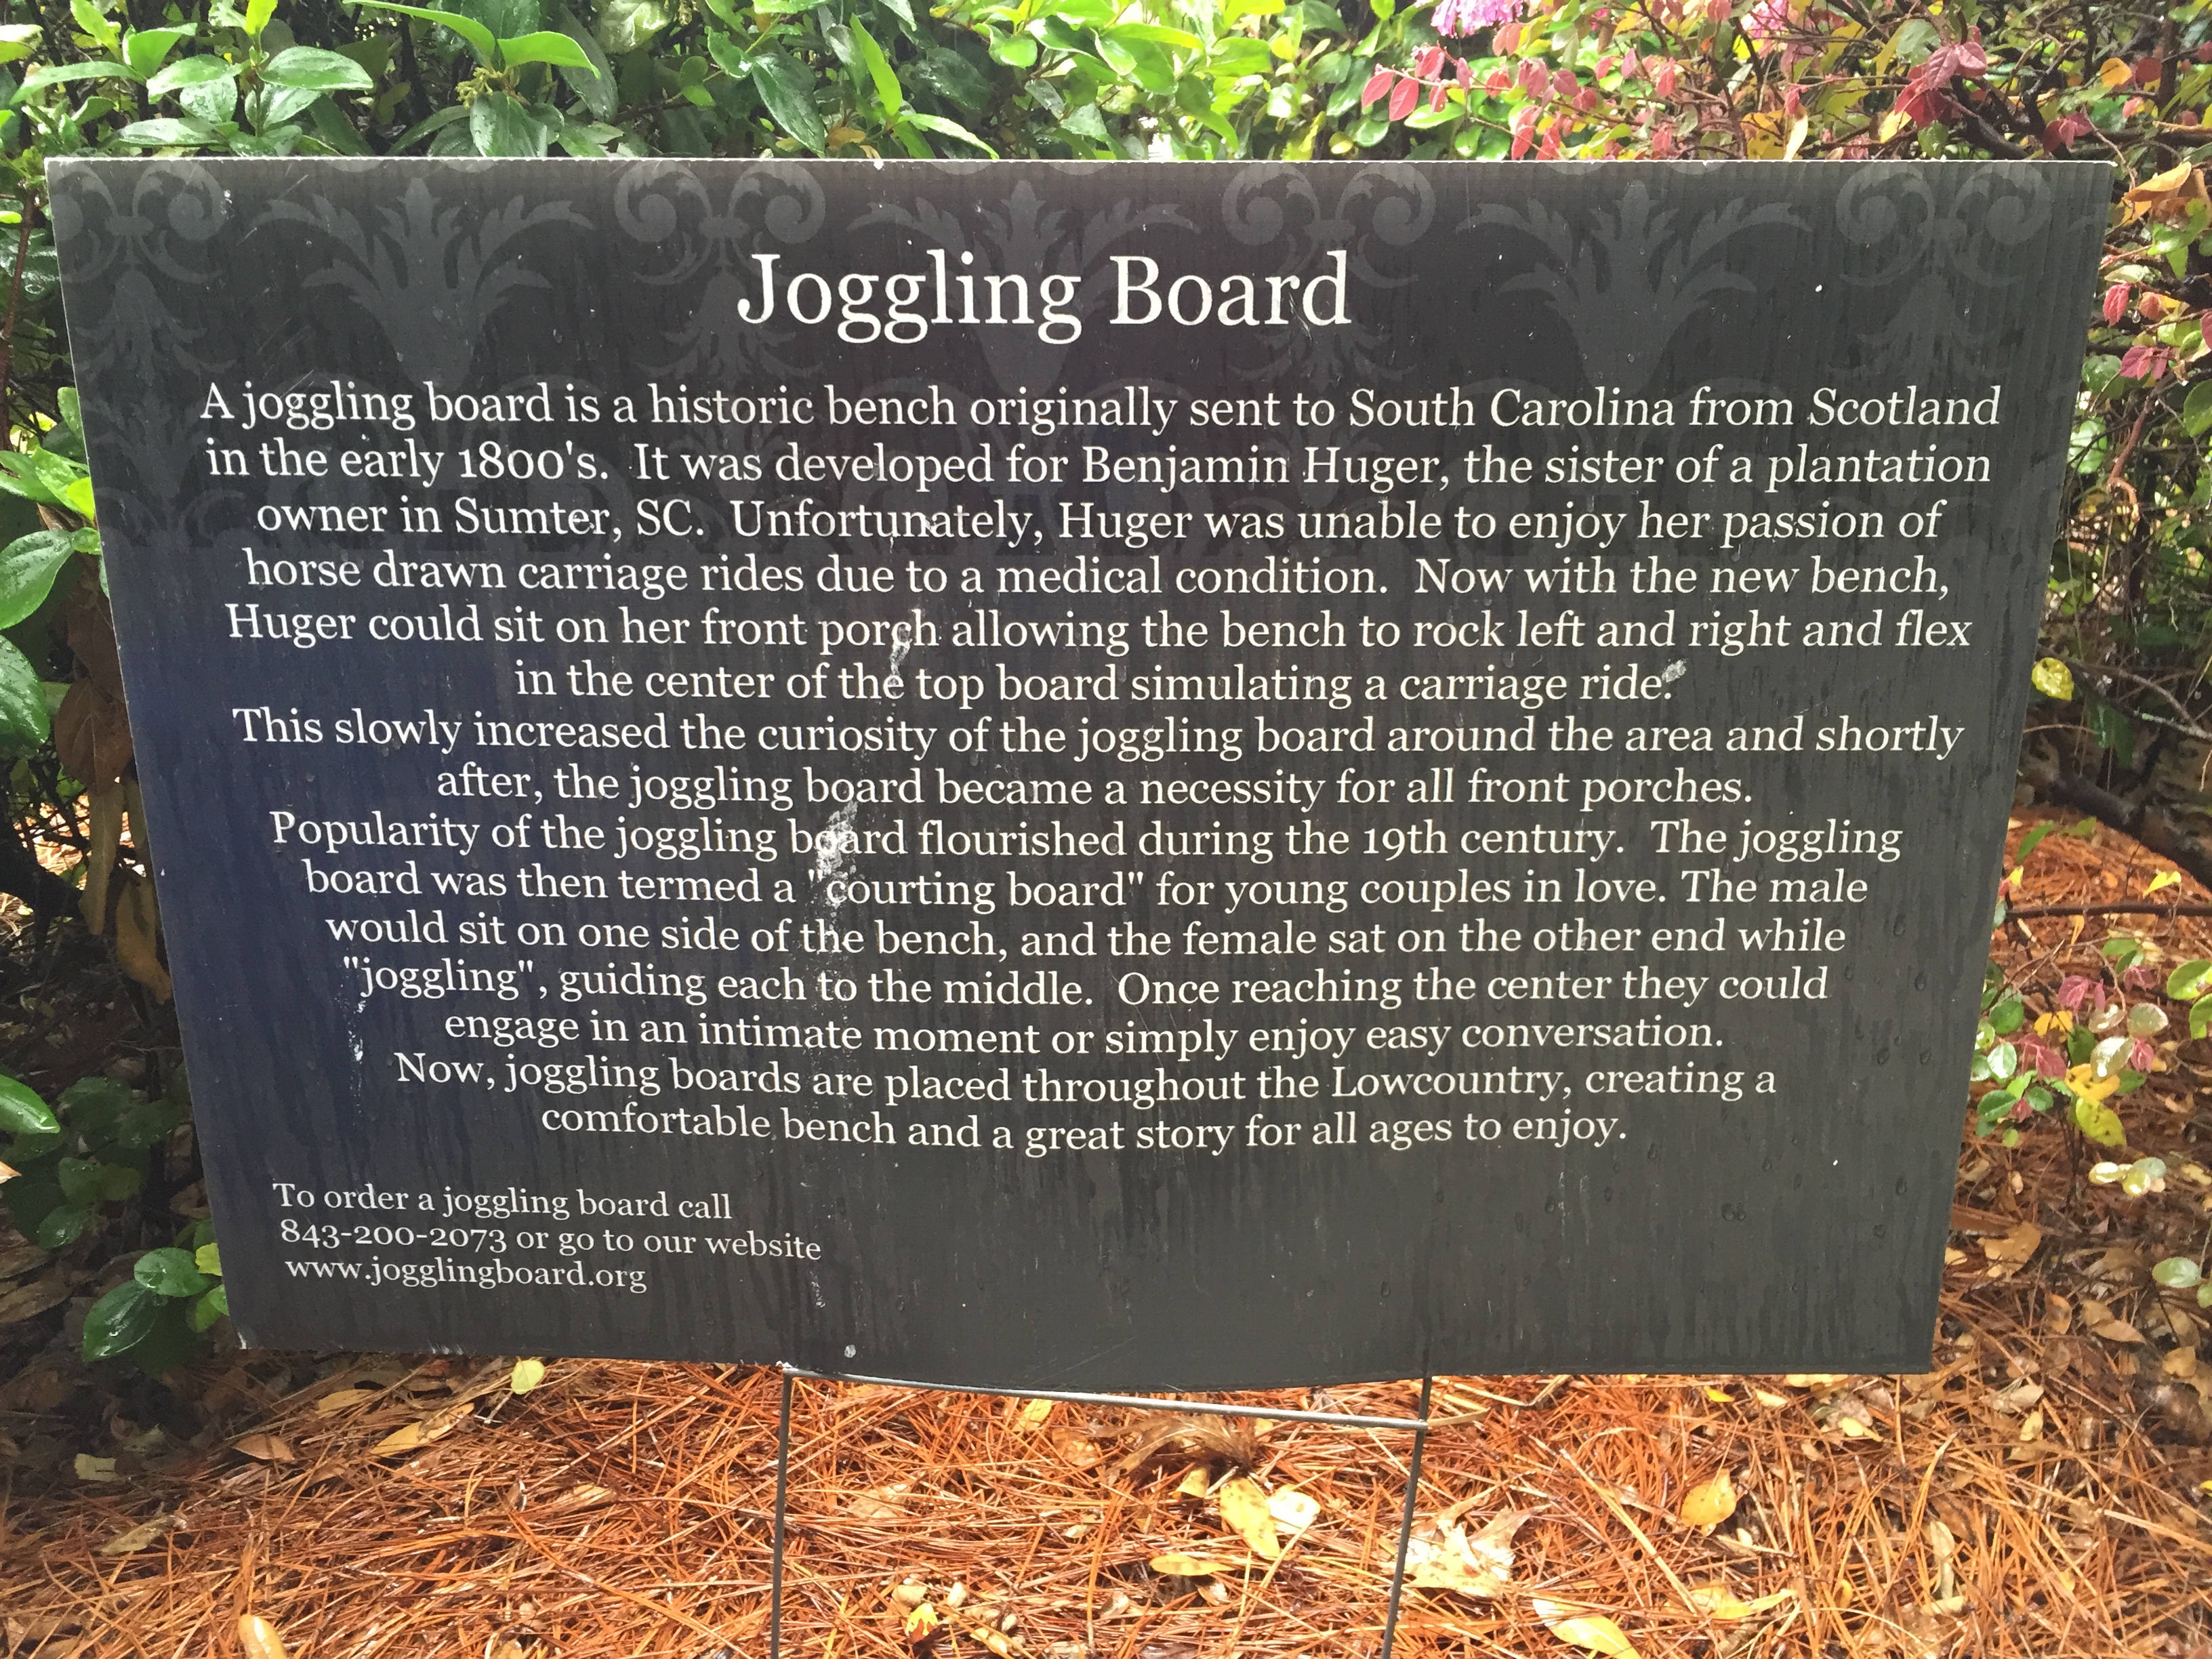 Joggling Board
A joggling board is a historic bench originally sent to South Carolina from Scotland
in the early 1800's. It was developed for Benjamin Huger, the sister of a plantation
owner in Sumter, SC. Unfortunately, Huger was unable to enjoy her passion of
horse drawn carriage rides due to a medical condition. Now with the new bench,
Huger could sit on her front porch allowing the bench to rock left and right and flex
in the center of the top board simulating a carriage ride.
This slowly increased the curiosity of the joggling board around the area and shortly
after, the joggling board became a necessity for all front porches.
Popularity of the joggling board flourished during the 19th century. The joggling
board was then termed a "courting board" for young couples in love. The male
would sit on one side of the bench, and the female sat on the other end while
"joggling", guiding each to the middle. Once reaching the center they could
engage in an intimate moment or simply enjoy easy conversation.
Now, joggling boards are placed throughout the Lowcountry, creating a
comfortable bench and a great story for all ages to enjoy.
To order a joggling board call
843-200-2073 or go to our website
www.jogglingboard.org